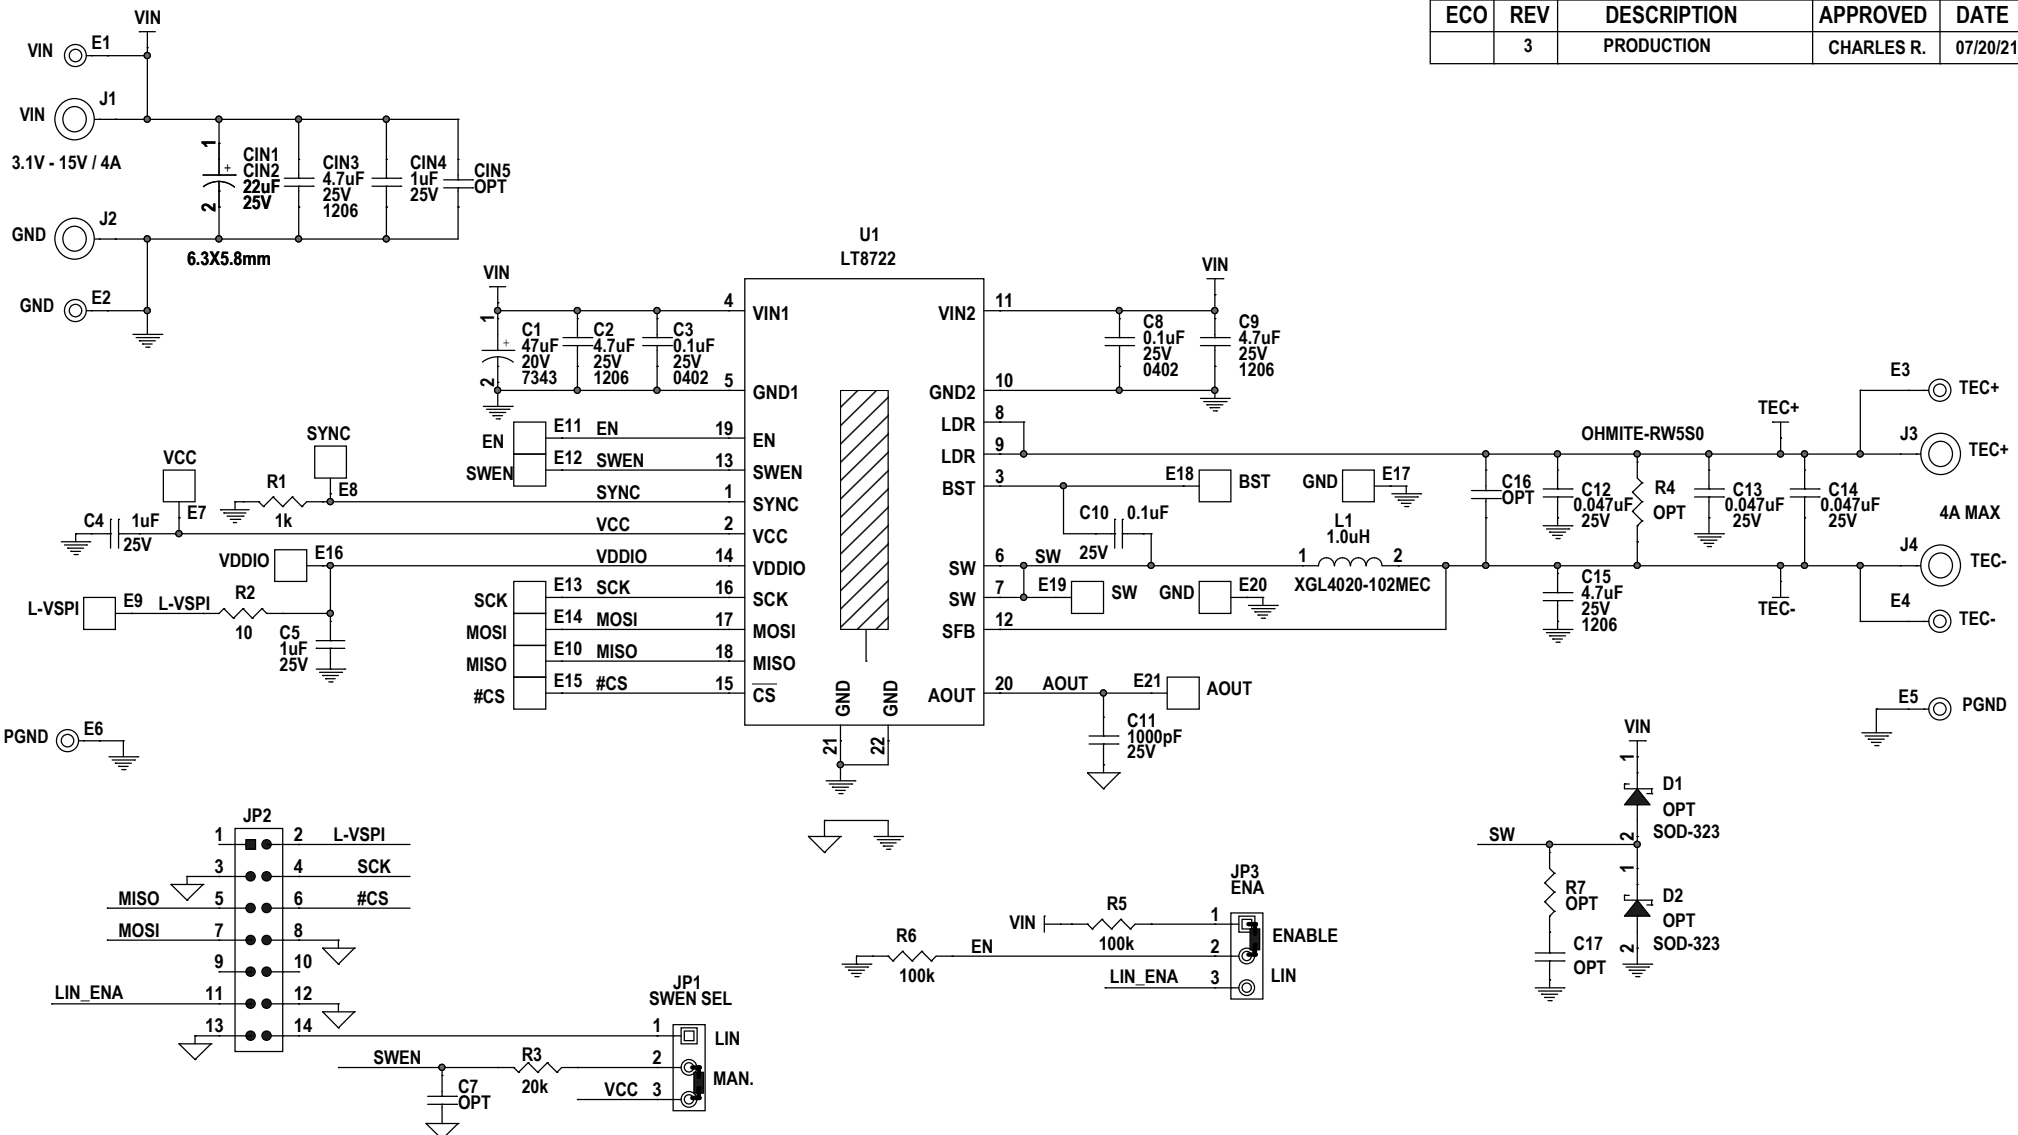 ECO REV DESCRIPTION APPROVED DATE
3 PRODUCTION CHARLES R. 07/20/21
VIN
VIN E1
VIN J1
3.1V - 15V / 4A
1
2
CIN1
CIN2
22uF
25V
+
CIN3
4.7uF
25V
1206
CIN4
1uF
25V
CIN5
OPT
GND J2
6.3X5.8mm
GND E2
U1
LT8722
VIN
1
2
+
C1
47uF
20V
7343
C2
4.7uF
25V
1206
C3
0.1uF
25V
0402
4 VIN1
5 GND1
EN E11 EN 19 EN
SWEN E12 SWEN 13 SWEN
SYNC
E8
R1
1k
SYNC 1 SYNC
VCC
E7
C4 1uF
25V
VCC 2 VCC
VDDIO E16 VDDIO 14 VDDIO
L-VSPI E9 L-VSPI R2
10
C5
1uF
25V
SCK E13 SCK 16 SCK
MOSI E14 MOSI 17 MOSI
MISO E10 MISO 18 MISO
#CS E15 #CS 15 CS
GND GND
21 22
VIN
VIN2 11
C8
0.1uF
25V
0402
C9
4.7uF
25V
1206
GND2 10
LDR 8
LDR 9
BST 3
E18 BST
GND E17
C10 0.1uF
25V
SW 6 SW
SW 7 E19 SW
GND E20
L1
1.0uH
1 2
XGL4020-102MEC
SFB 12
AOUT 20 AOUT E21 AOUT
C11
1000pF
25V
OHMITE-RW5S0
C16
OPT
C12
0.047uF
25V
R4
OPT
C13
0.047uF
25V
C14
0.047uF
25V
C15
4.7uF
25V
1206
TEC+
TEC-
E3 TEC+
J3 TEC+
4A MAX
J4 TEC-
E4 TEC-
E5 PGND
PGND E6
JP2
1 2 L-VSPI
3 4 SCK
MISO 5 6 #CS
MOSI 7 8
9 10
LIN_ENA 11 12
13 14
JP1
SWEN SEL
1 LIN
2
VCC 3 MAN.
SWEN R3
20k
C7
OPT
JP3
ENA
VIN R5
100k
1 ENABLE
R6
100k
EN 2
LIN_ENA 3 LIN
VIN
1
D1
OPT
SOD-323
2
SW
1
R7
OPT
D2
OPT
SOD-323
2
C17
OPT